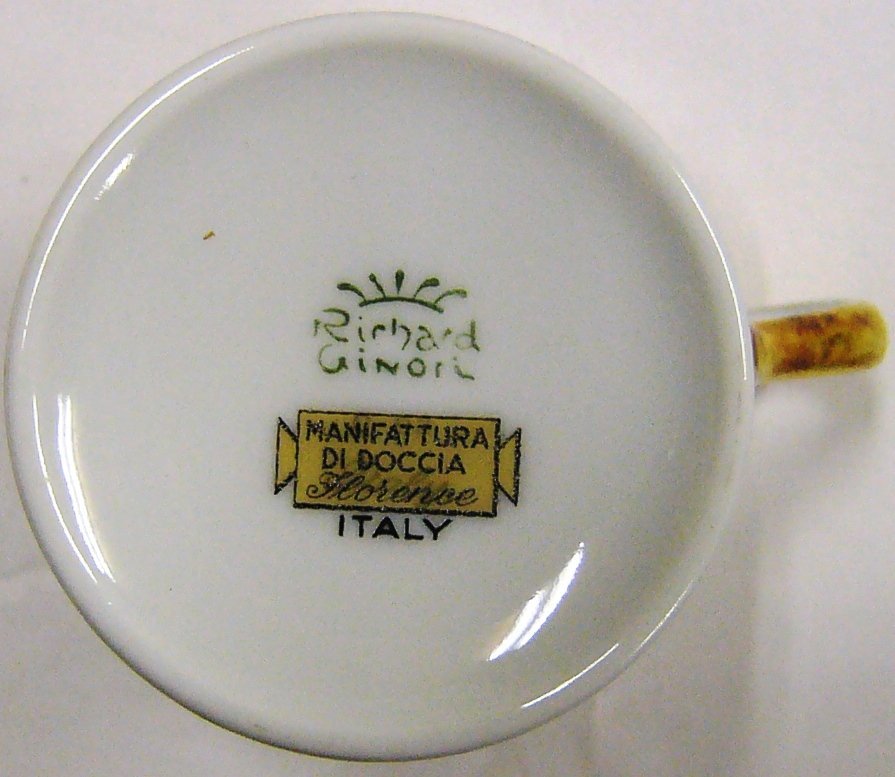 Richard
GINORI
MANIFATTURA
DI DOCCIA
Florence
ITALY